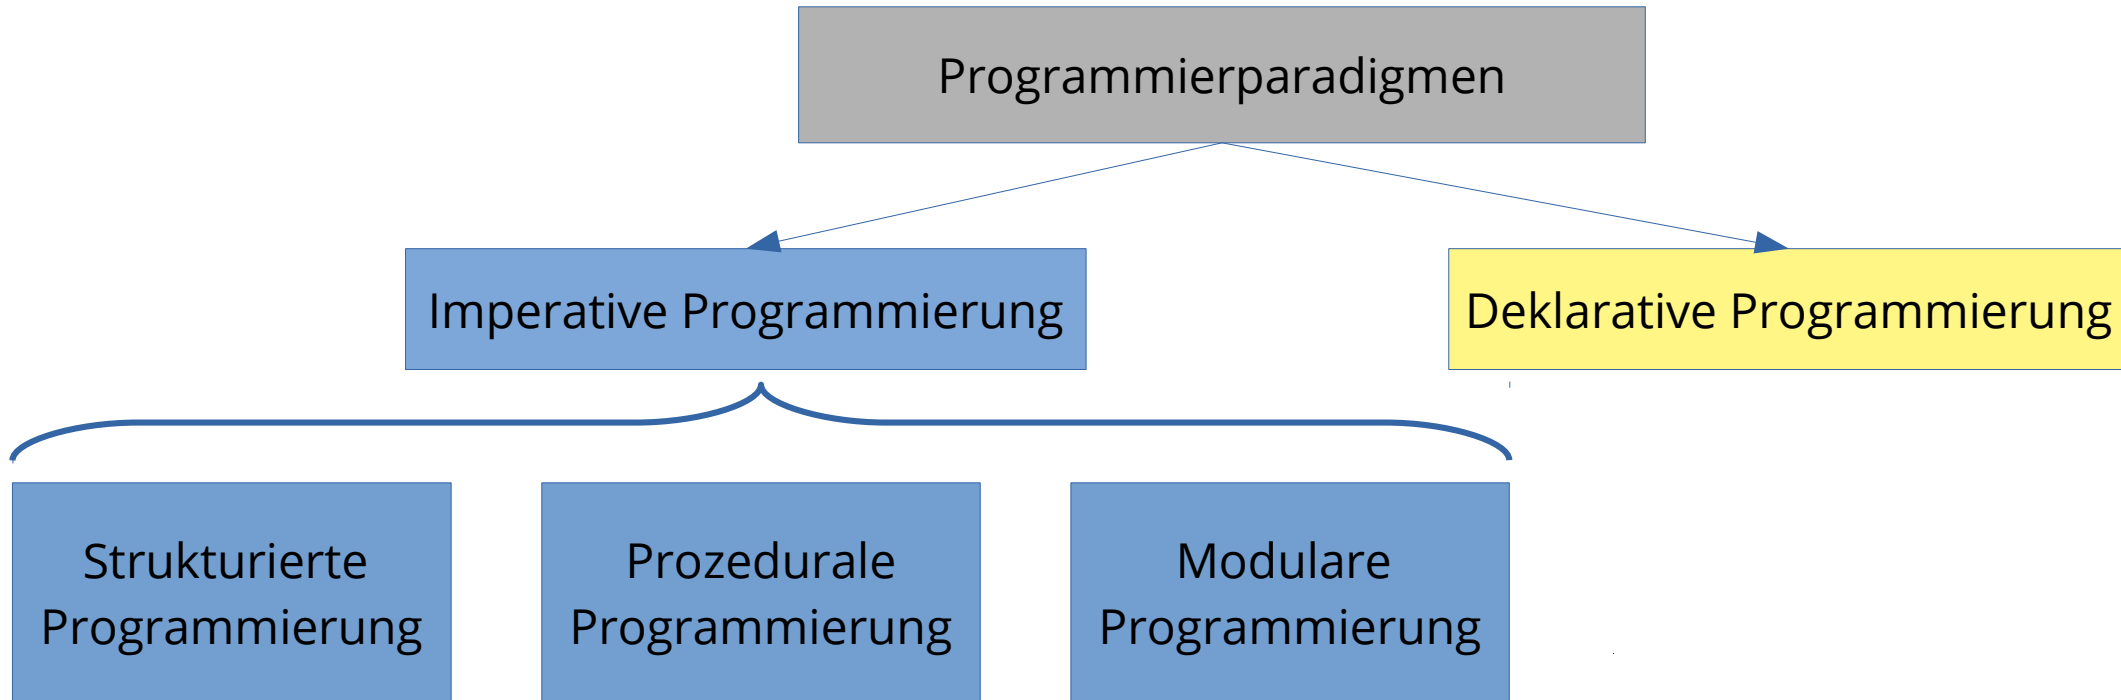 Programmierparadigmen
Imperative Programmierung
Deklarative Programmierung
Strukturierte
Programmierung
Prozedurale
Programmierung
Modulare
Programmierung